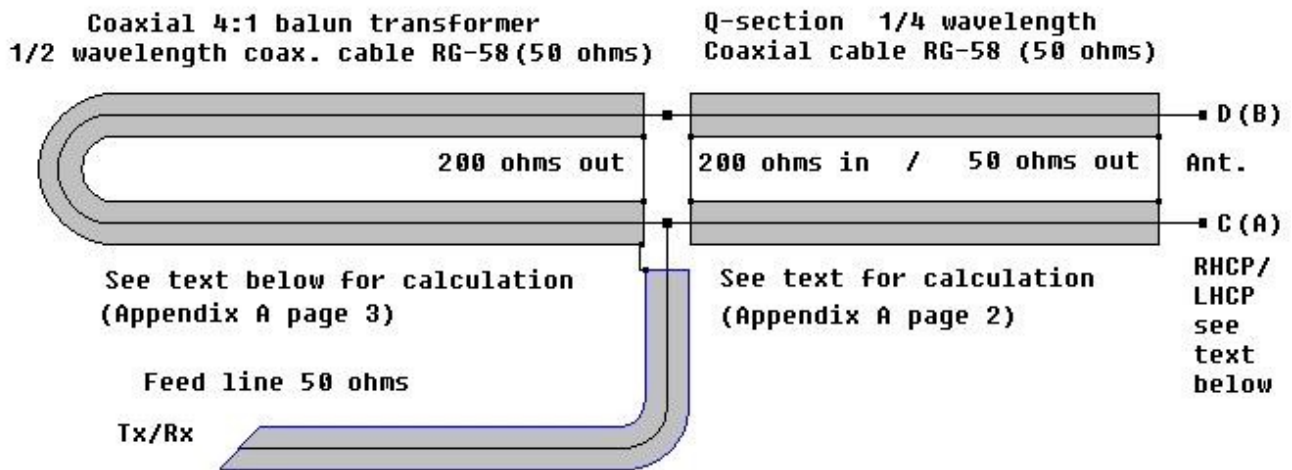 Coaxial 4:1 balun transformer
1/2 wavelength coax. cable RG-58(50 ohms)
Q-section 1/4 wavelength
Coaxial cable RG-58 (50 ohms)
D(B)
200 ohms out
200 ohms in / 50 ohms out
Ant.
C(A)
See text below for calculation
(Appendix A page 3)
See text for calculation
(Appendix A page 2)
RHCP/
LHCP
see
text
below
Feed line 50 ohms
Tx/Rx